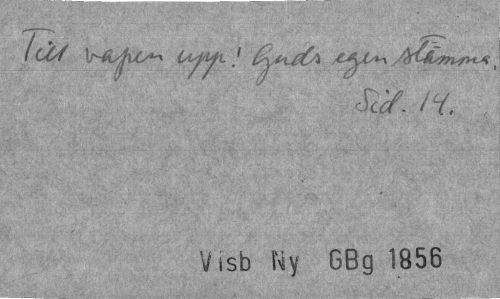 Till vapen upp! Guds egen stämma.
Sid. 14.
Visb Ny GBg 1856